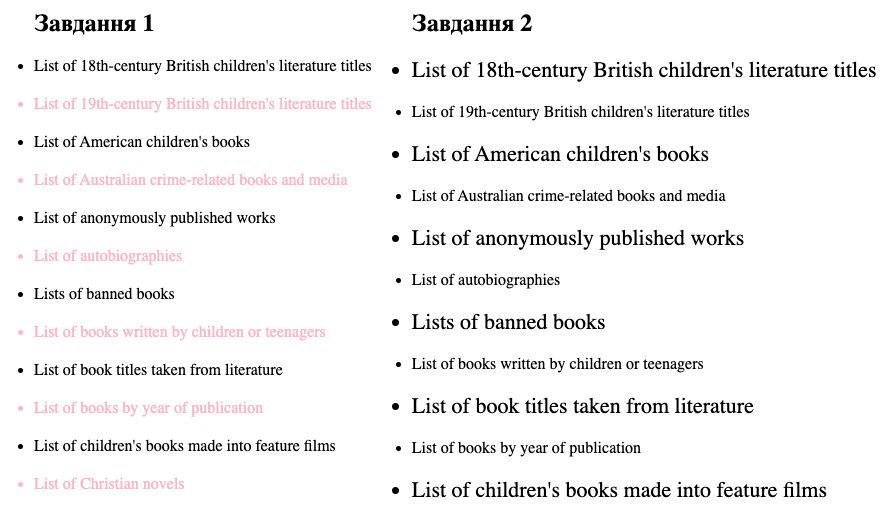 Завдання 1
List of 18th-century British children's literature titles
List of 19th-century British children's literature titles
List of American children's books
List of Australian crime-related books and media
List of anonymously published works
List of autobiographies
Lists of banned books
List of books written by children or teenagers
List of book titles taken from literature
List of books by year of publication
List of children's books made into feature films
List of Christian novels
Завдання 2
List of 18th-century British children's literature titles
List of 19th-century British children's literature titles
List of American children's books
List of Australian crime-related books and media
List of anonymously published works
List of autobiographies
Lists of banned books
List of books written by children or teenagers
List of book titles taken from literature
List of books by year of publication
List of children's books made into feature films